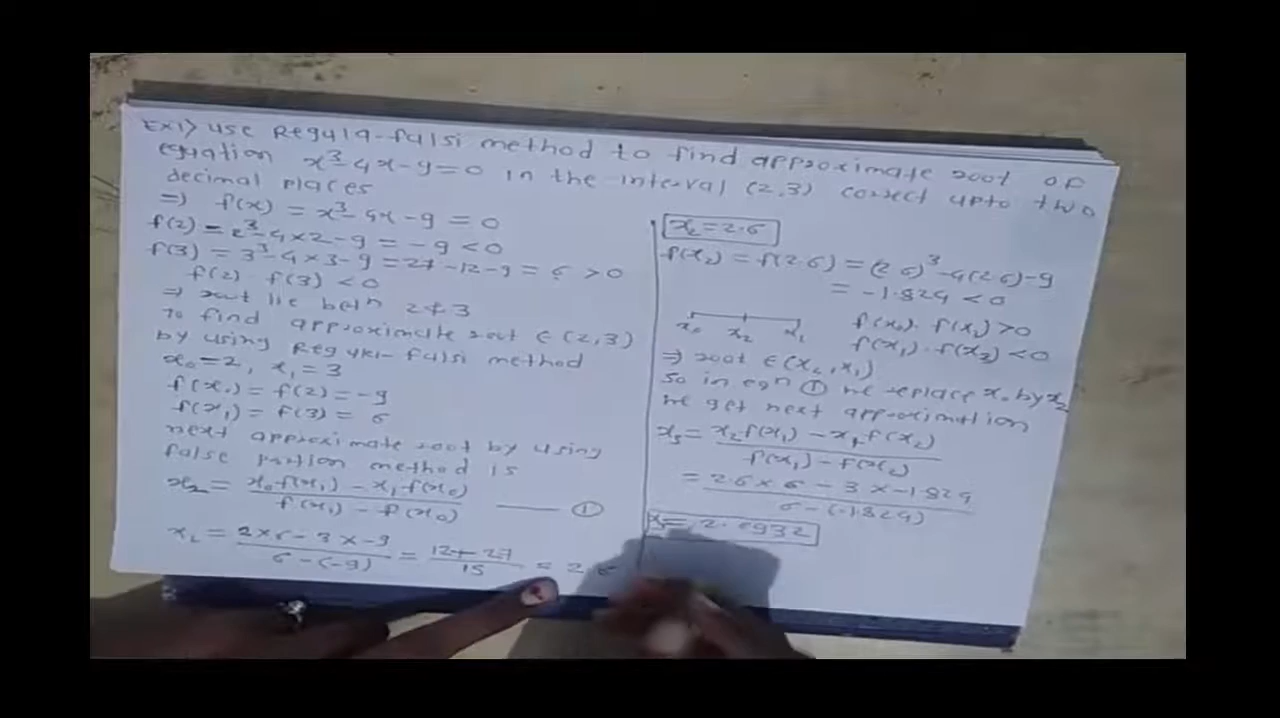 Ex1> Use Regula-falsi method to find approximate root of
equation x³-4x-9=0 in the interval (2,3) correct upto two
decimal places
=> f(x) = x³-4x-9 = 0
f(2) = 2³-4×2-9 = -9 < 0
f(3) = 3³-4×3-9 = 27-12-9 = 6 > 0
f(2) · f(3) < 0
=> root lie betn 2 & 3
To find approximate root ∈ (2,3)
by using Regula-falsi method
x₀=2, x₁=3
f(x₀) = f(2) = -9
f(x₁) = f(3) = 6
next approximate root by using
false position method is
x₂ = x₀f(x₁) - x₁f(x₀) / f(x₁) - f(x₀) —— ①
x₂ = 2×6 - 3×-9 / 6-(-9) = 12+27 / 15 = 2.6
x₂ = 2.6
f(x₂) = f(2.6) = (2.6)³-4(2.6)-9
= -1.824 < 0
x₀ x₂ x₁
f(x₀) · f(x₂) > 0
f(x₁) · f(x₂) < 0
=> root ∈ (x₂, x₁)
so in eqn ① we replace x₀ by x₂
we get next approximation
x₃ = x₂f(x₁) - x₁f(x₂) / f(x₁) - f(x₂)
= 2.6×6 - 3×-1.824 / 6-(-1.824)
x₃ = 2.6932